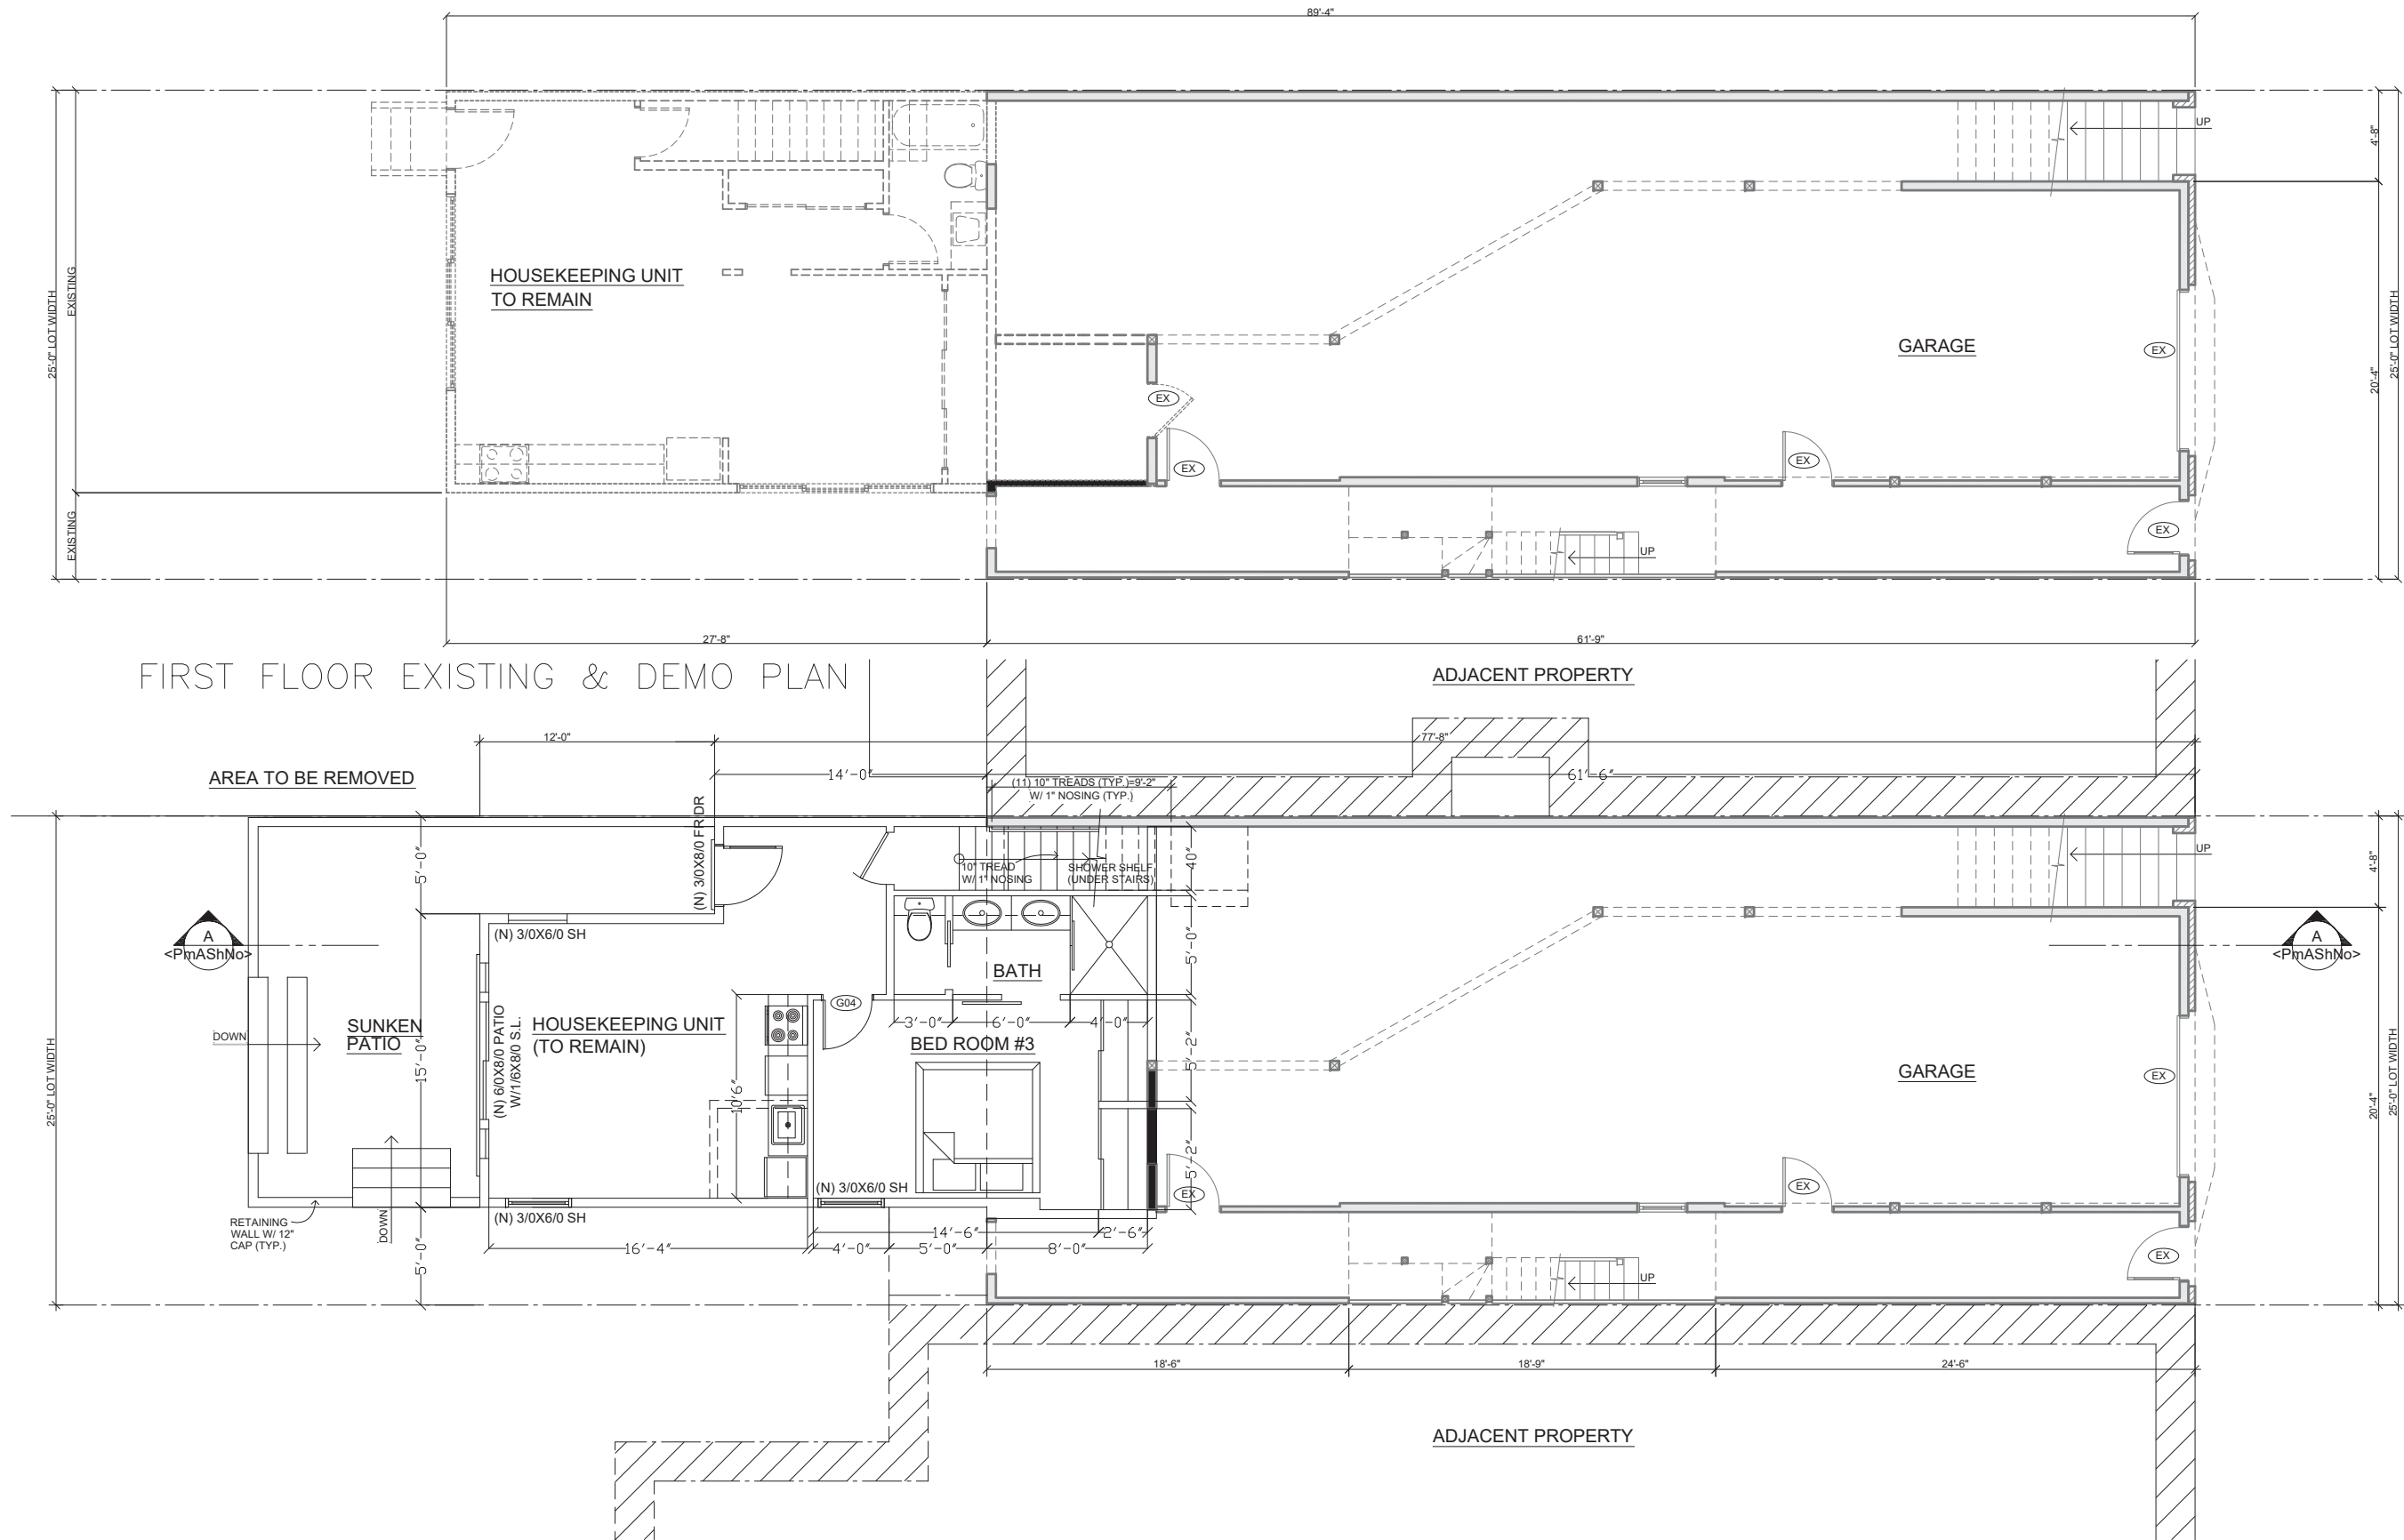 89'-4"
UP
4'-8"
25'-0" LOT WIDTH
EXISTING
HOUSEKEEPING UNIT
TO REMAIN
GARAGE
EX
20'-4"
25'-0" LOT WIDTH
EX
EX
EX
EXISTING
EX
UP
27'-8"
61'-9"
FIRST FLOOR EXISTING & DEMO PLAN
ADJACENT PROPERTY
12'-0"
77'-8"
AREA TO BE REMOVED
14'-0"
61'-6"
(11) 10" TREADS (TYP.)=9'-2"
W/ 1" NOSING (TYP.)
(N) 3/0X8/0 FR DR
5'-0"
10" TREAD
W/ 1" NOSING
SHOWER SHELF
(UNDER STAIRS)
40"
UP
4'-8"
A
<PmAShNo>
(N) 3/0X6/0 SH
5'-0"
A
<PmAShNo>
BATH
G04
3'-0"
6'-0"
4'-0"
DOWN
SUNKEN
PATIO
15'-0"
(N) 6/0X8/0 PATIO
W/1/6X8/0 S.L.
HOUSEKEEPING UNIT
(TO REMAIN)
BED ROOM #3
5'-2"
10'6"
GARAGE
EX
25'-0" LOT WIDTH
20'-4"
25'-0" LOT WIDTH
5'-2"
EX
EX
(N) 3/0X6/0 SH
(N) 3/0X6/0 SH
RETAINING
WALL W/ 12"
CAP (TYP.)
DOWN
5'-0"
14'-6"
2'-6"
16'-4"
4'-0"
5'-0"
8'-0"
EX
UP
18'-6"
18'-9"
24'-6"
ADJACENT PROPERTY